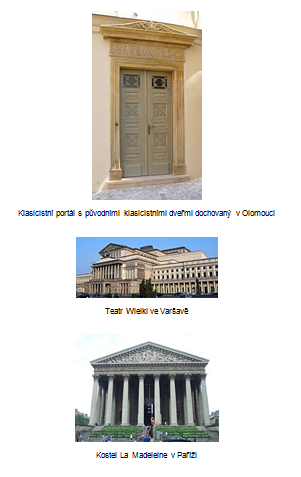 Klasicistní portál s původními klasicistními dveřmi dochovaný v Olomouci
Teatr Wielki ve Varšavě
Kostel La Madeleine v Paříži